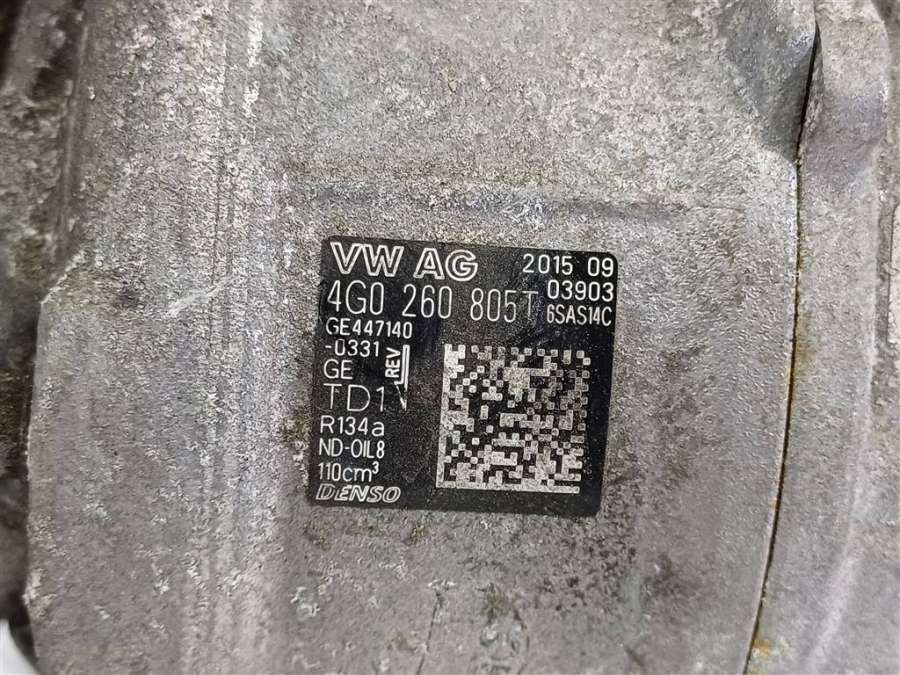 VW AG 2015 09
03903
4G0 260 805T 6SAS14C
GE447140
-0331
GE REV
TD1
R134a
ND-OIL8
110cm³
DENSO